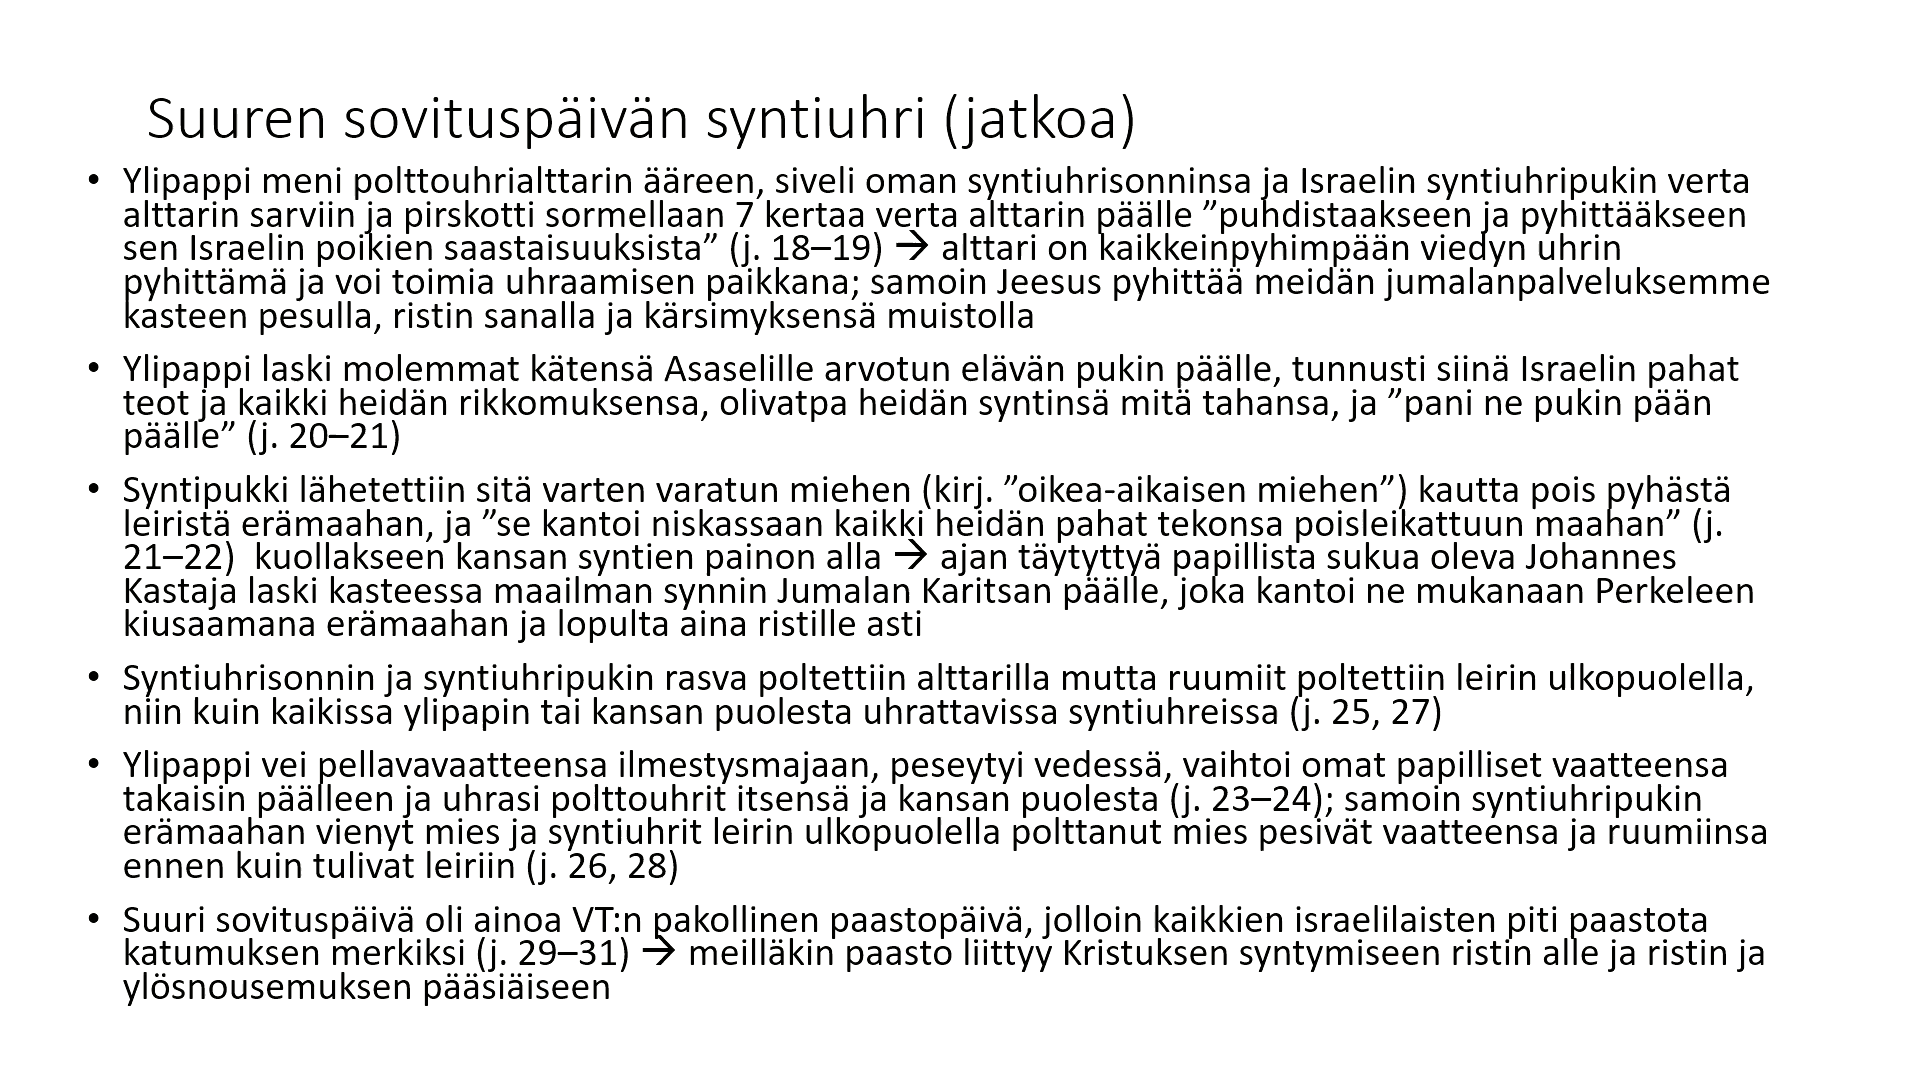 Suuren sovituspäivän syntiuhri (jatkoa)
• Ylipappi meni polttouhrialttarin ääreen, siveli oman syntiuhrisonninsa ja Israelin syntiuhripukin verta
alttarin sarviin ja pirskotti sormellaan 7 kertaa verta alttarin päälle ”puhdistaakseen ja pyhittääkseen
sen Israelin poikien saastaisuuksista” (j. 18–19) → alttari on kaikkeinpyhimpään viedyn uhrin
pyhittämä ja voi toimia uhraamisen paikkana; samoin Jeesus pyhittää meidän jumalanpalveluksemme
kasteen pesulla, ristin sanalla ja kärsimyksensä muistolla
• Ylipappi laski molemmat kätensä Asaselille arvotun elävän pukin päälle, tunnusti siinä Israelin pahat
teot ja kaikki heidän rikkomuksensa, olivatpa heidän syntinsä mitä tahansa, ja ”pani ne pukin pään
päälle” (j. 20–21)
• Syntipukki lähetettiin sitä varten varatun miehen (kirj. ”oikea-aikaisen miehen”) kautta pois pyhästä
leiristä erämaahan, ja ”se kantoi niskassaan kaikki heidän pahat tekonsa poisleikattuun maahan” (j.
21–22)  kuollakseen kansan syntien painon alla → ajan täytyttyä papillista sukua oleva Johannes
Kastaja laski kasteessa maailman synnin Jumalan Karitsan päälle, joka kantoi ne mukanaan Perkeleen
kiusaamana erämaahan ja lopulta aina ristille asti
• Syntiuhrisonnin ja syntiuhripukin rasva poltettiin alttarilla mutta ruumiit poltettiin leirin ulkopuolella,
niin kuin kaikissa ylipapin tai kansan puolesta uhrattavissa syntiuhreissa (j. 25, 27)
• Ylipappi vei pellavavaatteensa ilmestysmajaan, peseytyi vedessä, vaihtoi omat papilliset vaatteensa
takaisin päälleen ja uhrasi polttouhrit itsensä ja kansan puolesta (j. 23–24); samoin syntiuhripukin
erämaahan vienyt mies ja syntiuhrit leirin ulkopuolella polttanut mies pesivät vaatteensa ja ruumiinsa
ennen kuin tulivat leiriin (j. 26, 28)
• Suuri sovituspäivä oli ainoa VT:n pakollinen paastopäivä, jolloin kaikkien israelilaisten piti paastota
katumuksen merkiksi (j. 29–31) → meilläkin paasto liittyy Kristuksen syntymiseen ristin alle ja ristin ja
ylösnousemuksen pääsiäiseen